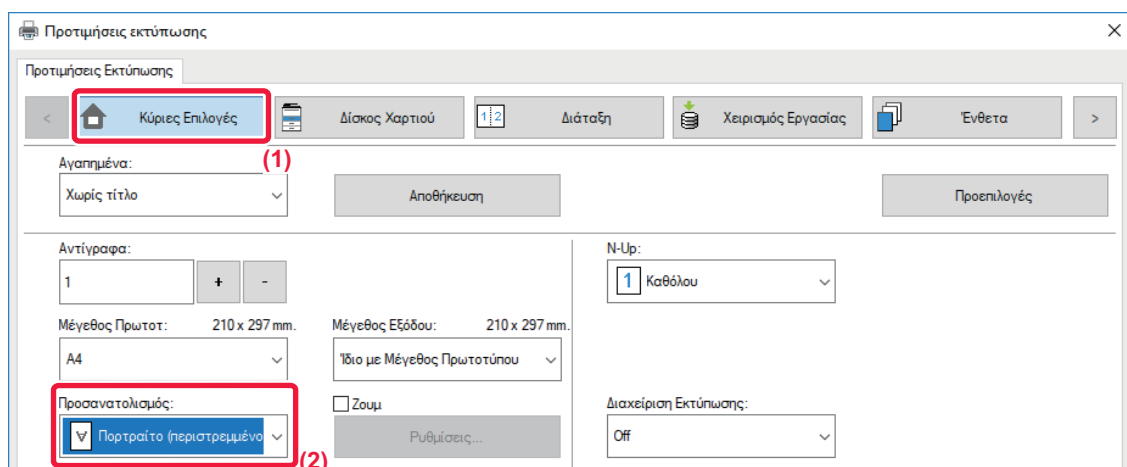 Προτιμήσεις εκτύπωσης
Προτιμήσεις Εκτύπωσης
< Κύριες Επιλογές Δίσκος Χαρτιού 1 2 Διάταξη Χειρισμός Εργασίας Ένθετα >
(1)
Αγαπημένα:
Χωρίς τίτλο Αποθήκευση Προεπιλογές
Αντίγραφα: N-Up:
1 + - 1 Καθόλου
Μέγεθος Πρωτοτ: 210 x 297 mm. Μέγεθος Εξόδου: 210 x 297 mm.
A4 Ίδιο με Μέγεθος Πρωτοτύπου
Προσανατολισμός: Ζουμ Διαχείριση Εκτύπωσης:
Πορτραίτο (περιστρεμμένο Ρυθμίσεις... Off
(2)